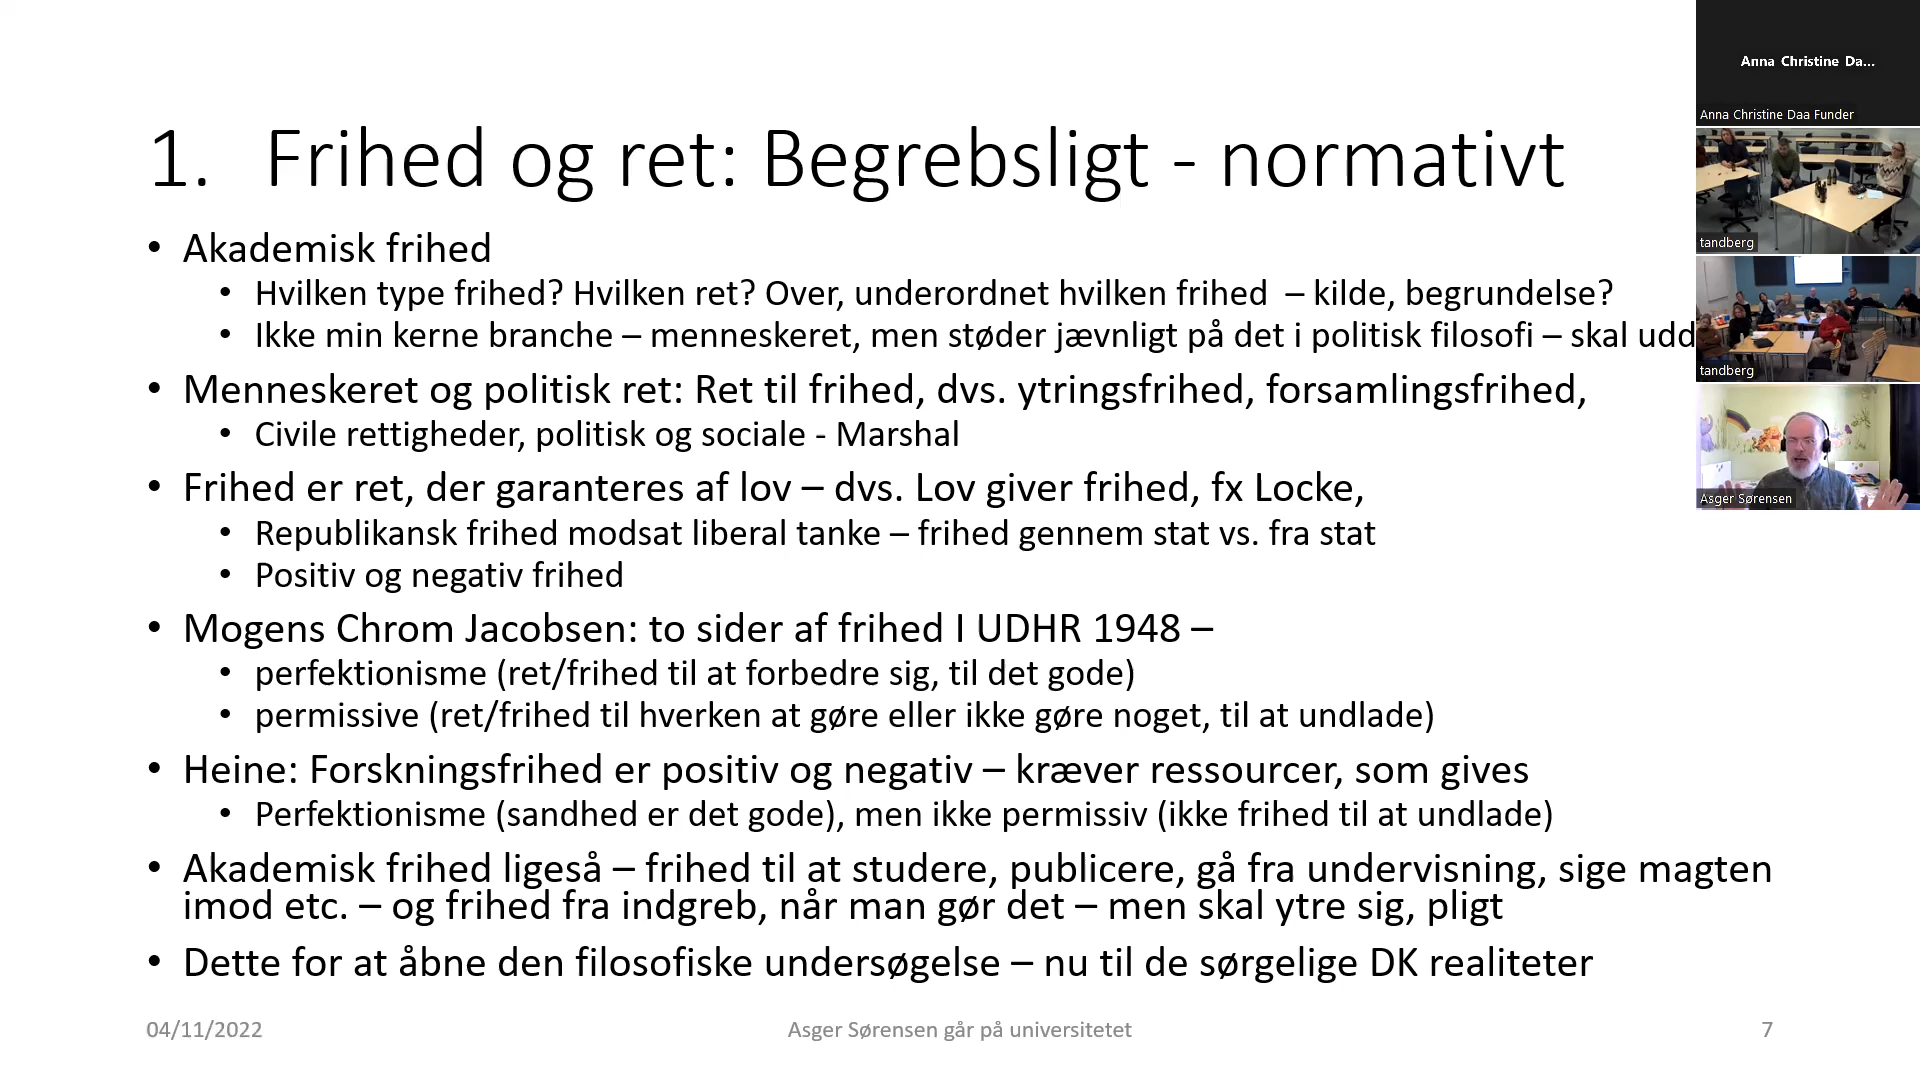 1. Frihed og ret: Begrebsligt - normativt
• Akademisk frihed
• Hvilken type frihed? Hvilken ret? Over, underordnet hvilken frihed – kilde, begrundelse?
• Ikke min kerne branche – menneskeret, men støder jævnligt på det i politisk filosofi – skal udd
• Menneskeret og politisk ret: Ret til frihed, dvs. ytringsfrihed, forsamlingsfrihed,
• Civile rettigheder, politisk og sociale - Marshal
• Frihed er ret, der garanteres af lov – dvs. Lov giver frihed, fx Locke,
• Republikansk frihed modsat liberal tanke – frihed gennem stat vs. fra stat
• Positiv og negativ frihed
• Mogens Chrom Jacobsen: to sider af frihed I UDHR 1948 –
• perfektionisme (ret/frihed til at forbedre sig, til det gode)
• permissive (ret/frihed til hverken at gøre eller ikke gøre noget, til at undlade)
• Heine: Forskningsfrihed er positiv og negativ – kræver ressourcer, som gives
• Perfektionisme (sandhed er det gode), men ikke permissiv (ikke frihed til at undlade)
• Akademisk frihed ligeså – frihed til at studere, publicere, gå fra undervisning, sige magten
imod etc. – og frihed fra indgreb, når man gør det – men skal ytre sig, pligt
• Dette for at åbne den filosofiske undersøgelse – nu til de sørgelige DK realiteter
04/11/2022
Asger Sørensen går på universitetet
7
Anna Christine Da...
Anna Christine Daa Funder
tandberg
tandberg
Asger Sørensen